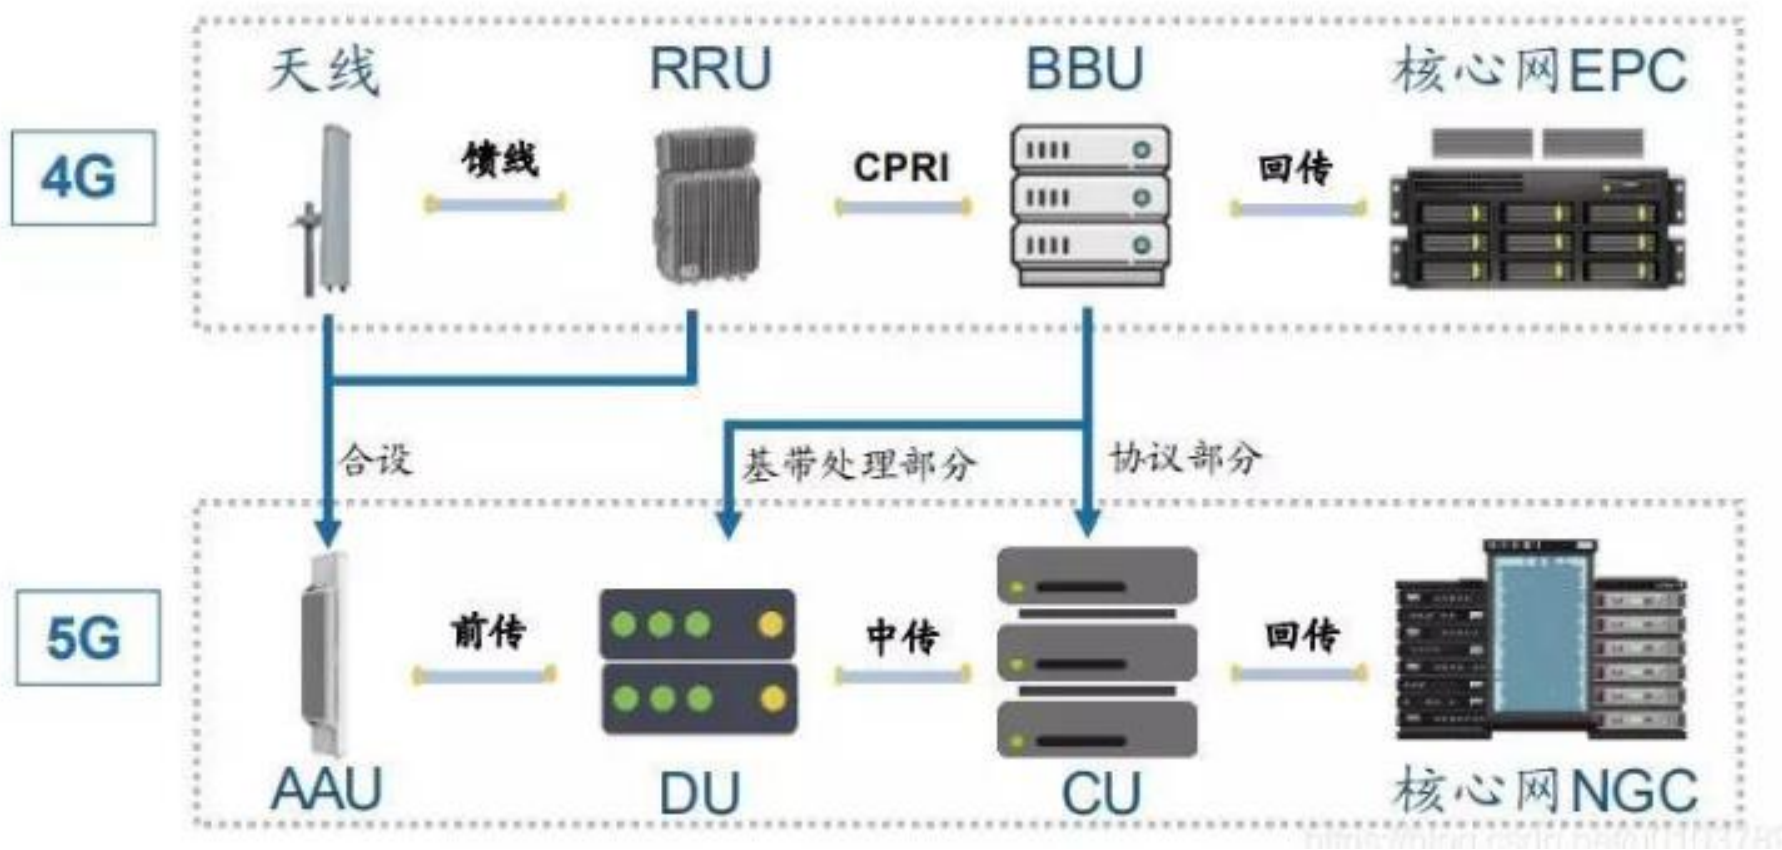 天线
RRU
BBU
核心网EPC
4G
馈线
CPRI
回传
合设
基带处理部分
协议部分
5G
前传
中传
回传
AAU
DU
CU
核心网NGC